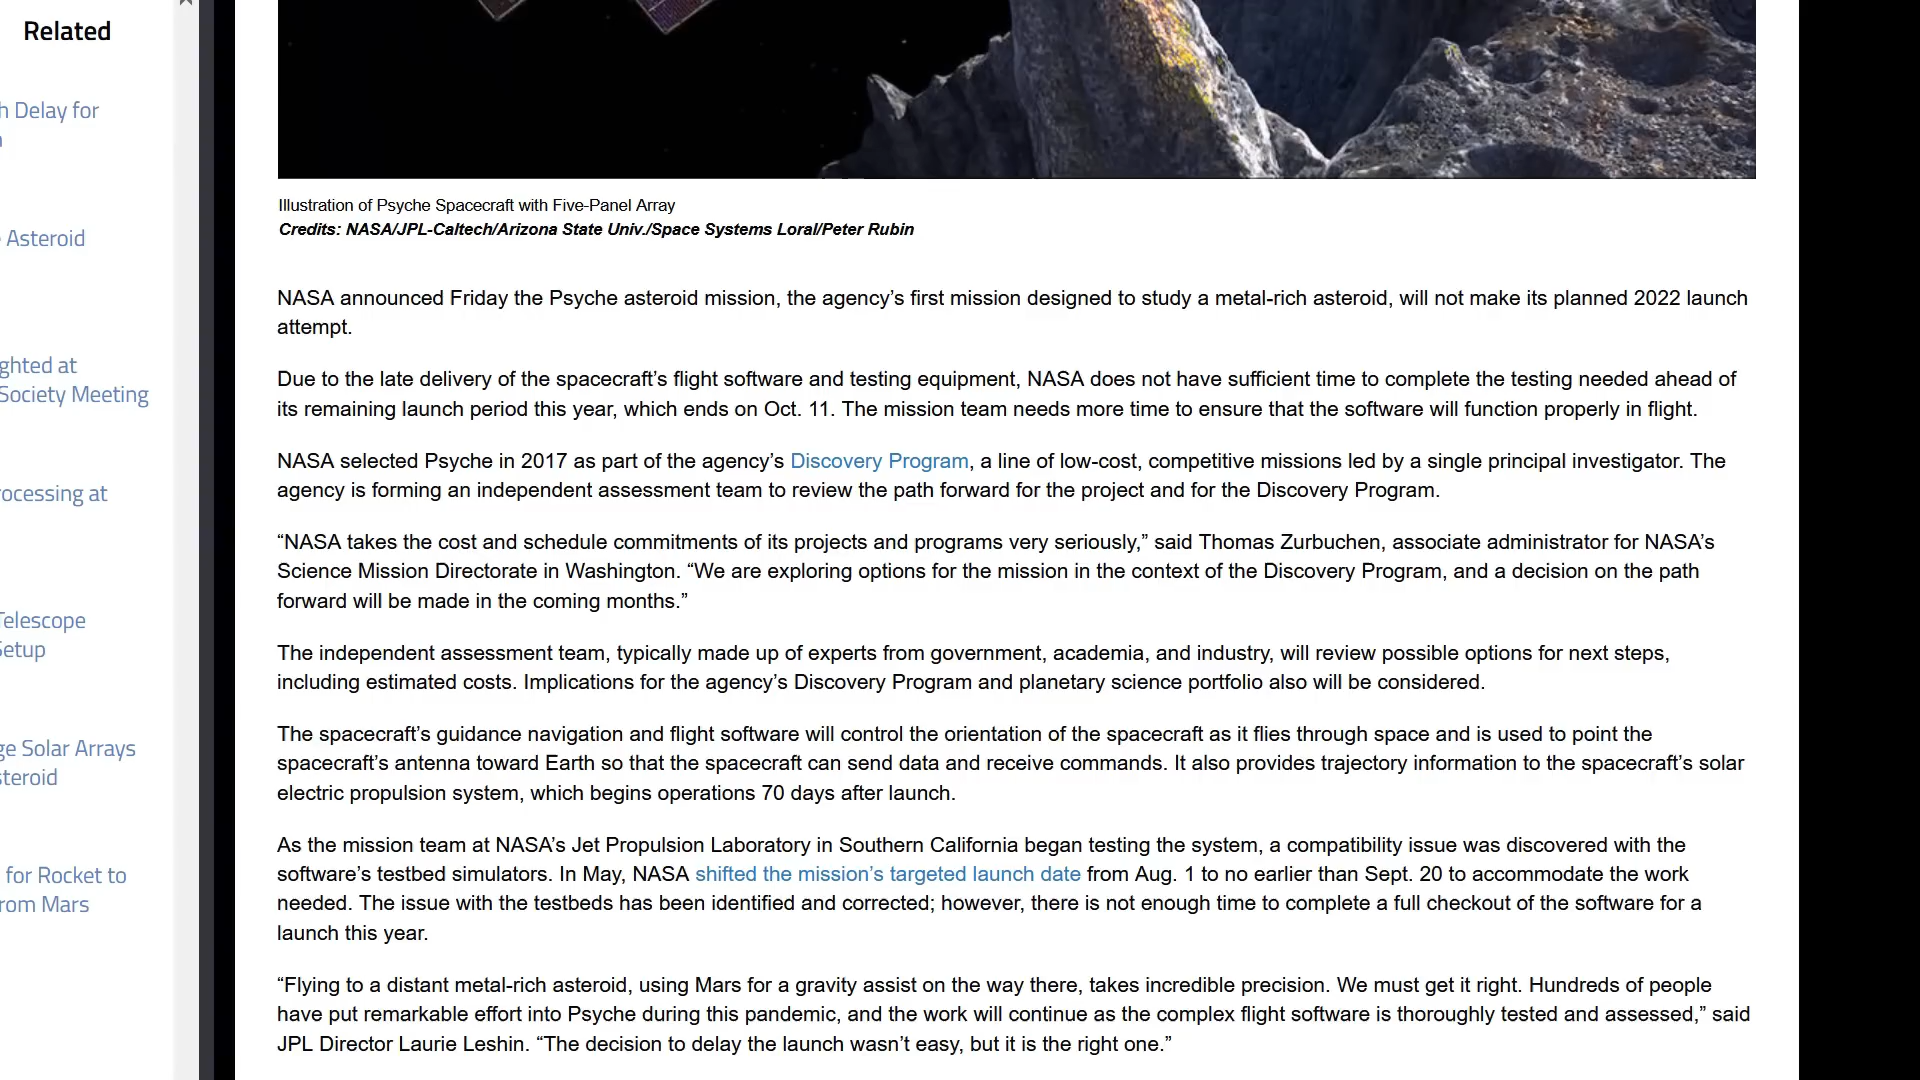 Related
h Delay for
Asteroid
ghted at
Society Meeting
rocessing at
Telescope
Setup
ge Solar Arrays
steroid
for Rocket to
rom Mars
Illustration of Psyche Spacecraft with Five-Panel Array
Credits: NASA/JPL-Caltech/Arizona State Univ./Space Systems Loral/Peter Rubin
NASA announced Friday the Psyche asteroid mission, the agency’s first mission designed to study a metal-rich asteroid, will not make its planned 2022 launch
attempt.
Due to the late delivery of the spacecraft’s flight software and testing equipment, NASA does not have sufficient time to complete the testing needed ahead of
its remaining launch period this year, which ends on Oct. 11. The mission team needs more time to ensure that the software will function properly in flight.
NASA selected Psyche in 2017 as part of the agency’s Discovery Program, a line of low-cost, competitive missions led by a single principal investigator. The
agency is forming an independent assessment team to review the path forward for the project and for the Discovery Program.
“NASA takes the cost and schedule commitments of its projects and programs very seriously,” said Thomas Zurbuchen, associate administrator for NASA’s
Science Mission Directorate in Washington. “We are exploring options for the mission in the context of the Discovery Program, and a decision on the path
forward will be made in the coming months.”
The independent assessment team, typically made up of experts from government, academia, and industry, will review possible options for next steps,
including estimated costs. Implications for the agency’s Discovery Program and planetary science portfolio also will be considered.
The spacecraft’s guidance navigation and flight software will control the orientation of the spacecraft as it flies through space and is used to point the
spacecraft’s antenna toward Earth so that the spacecraft can send data and receive commands. It also provides trajectory information to the spacecraft’s solar
electric propulsion system, which begins operations 70 days after launch.
As the mission team at NASA’s Jet Propulsion Laboratory in Southern California began testing the system, a compatibility issue was discovered with the
software’s testbed simulators. In May, NASA shifted the mission’s targeted launch date from Aug. 1 to no earlier than Sept. 20 to accommodate the work
needed. The issue with the testbeds has been identified and corrected; however, there is not enough time to complete a full checkout of the software for a
launch this year.
“Flying to a distant metal-rich asteroid, using Mars for a gravity assist on the way there, takes incredible precision. We must get it right. Hundreds of people
have put remarkable effort into Psyche during this pandemic, and the work will continue as the complex flight software is thoroughly tested and assessed,” said
JPL Director Laurie Leshin. “The decision to delay the launch wasn’t easy, but it is the right one.”